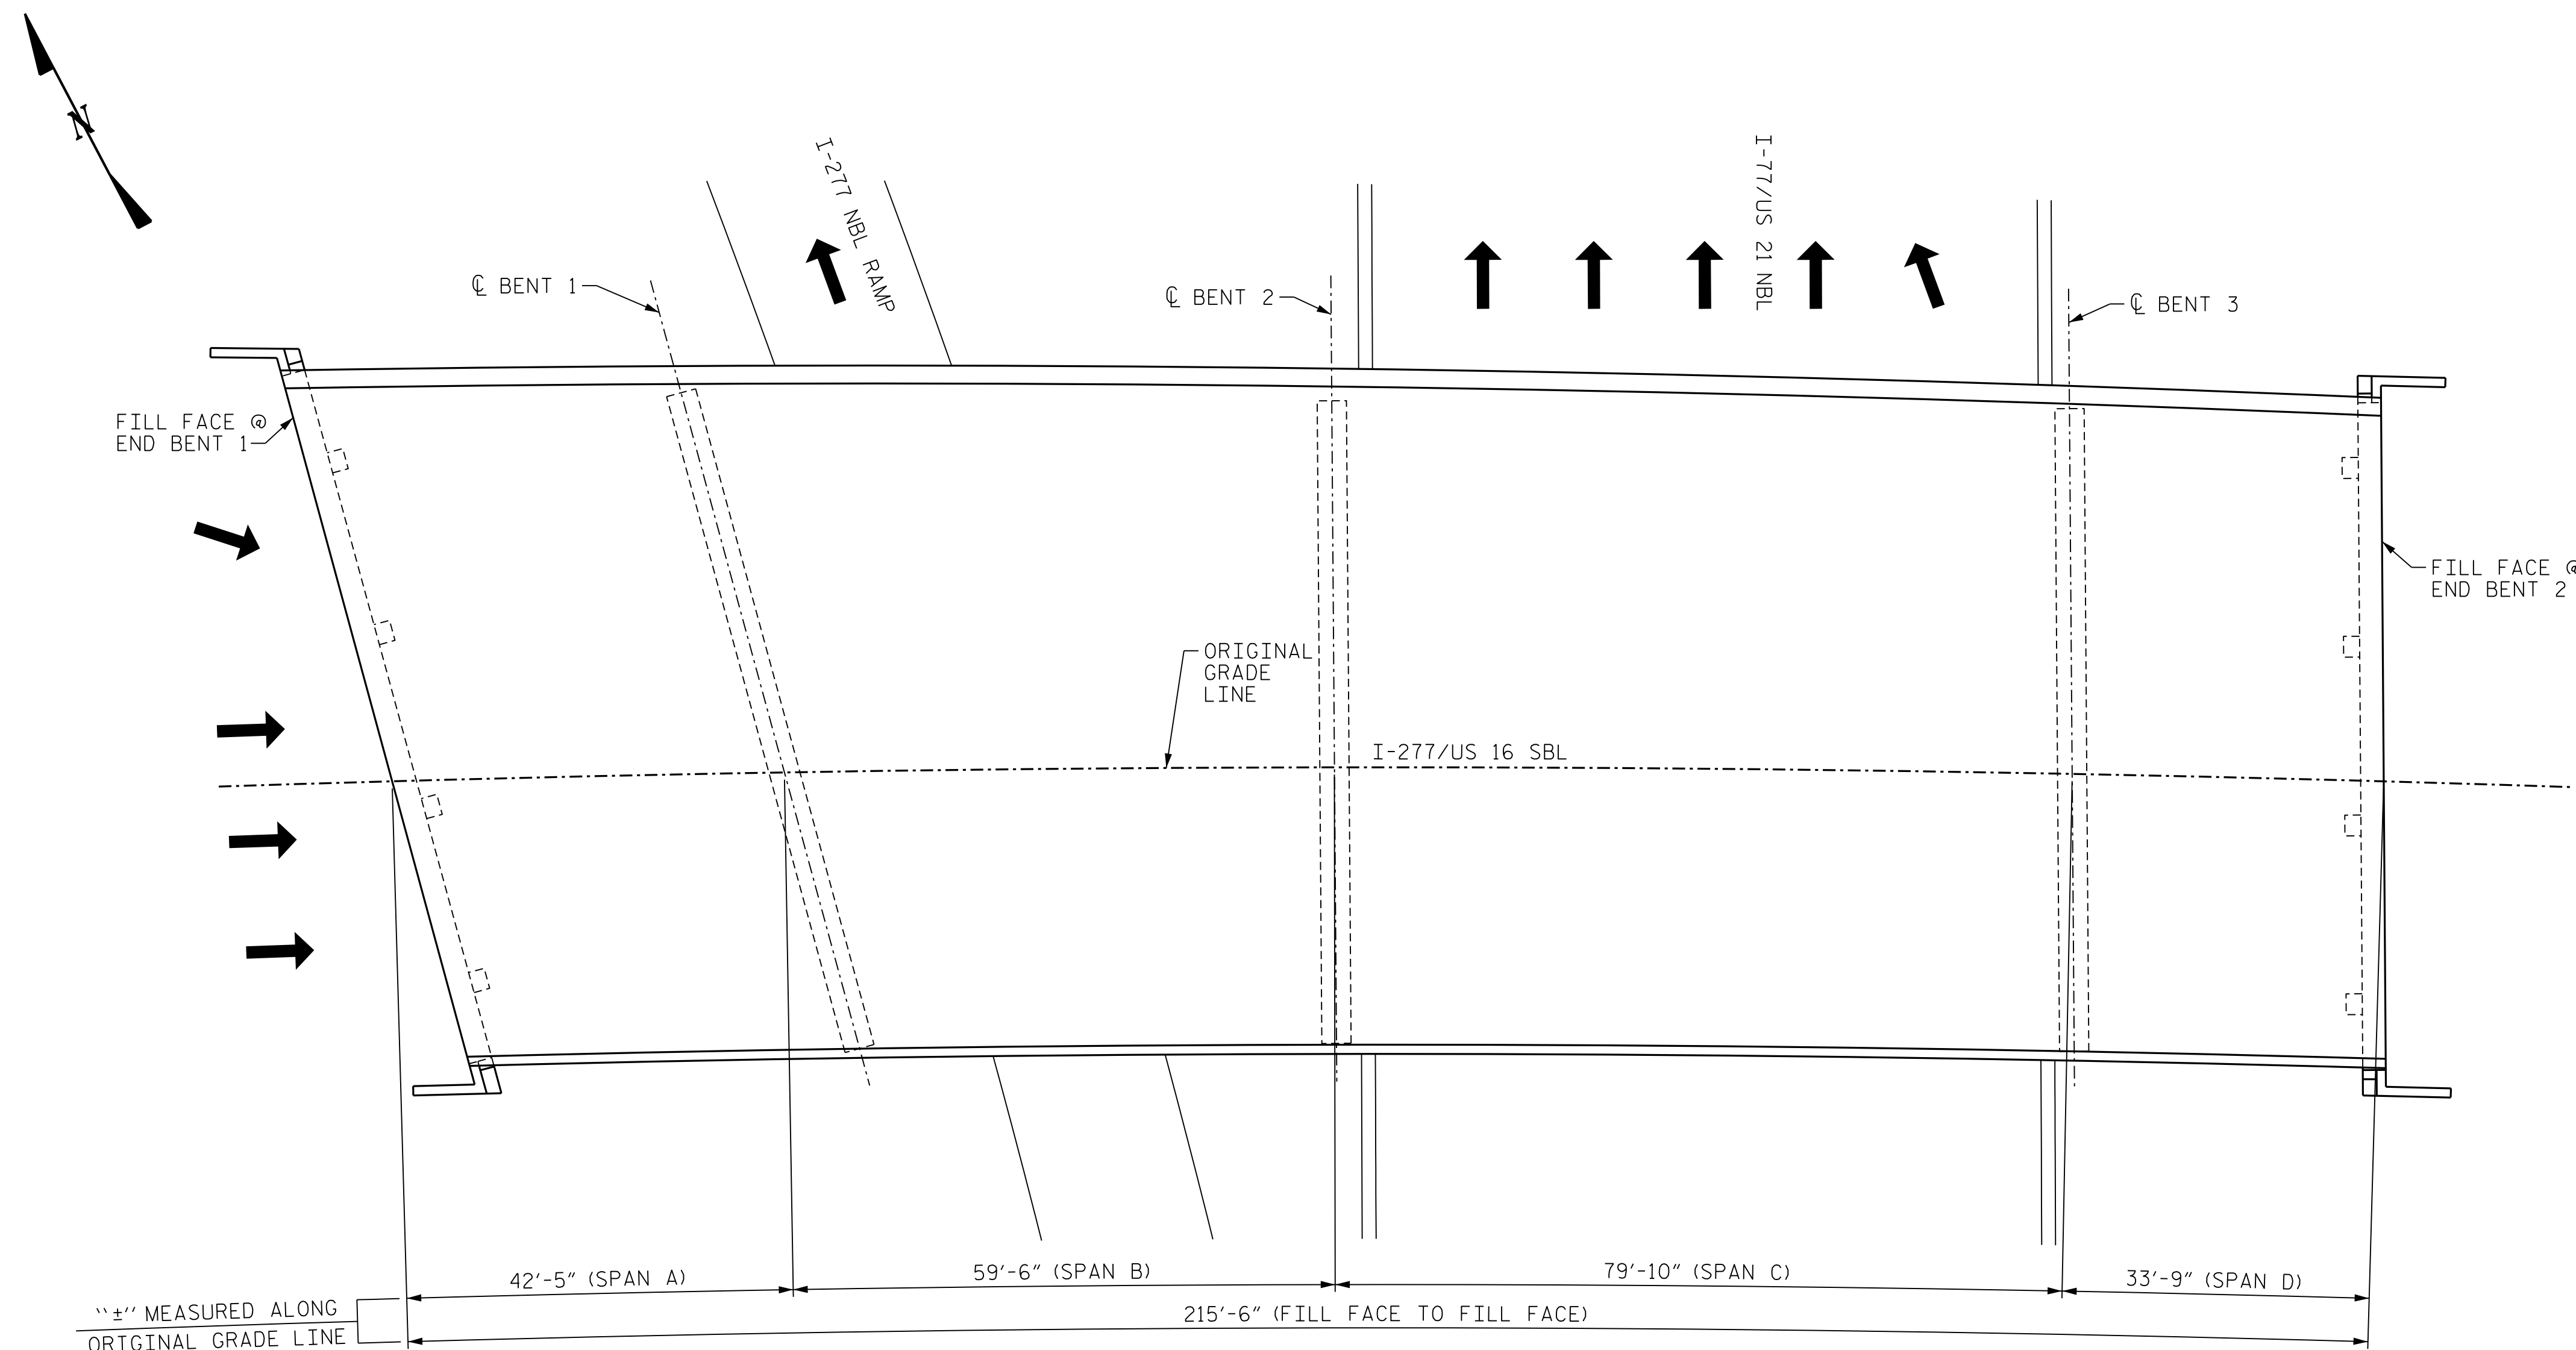 N
I-277 NBL RAMP
I-77/US 21 NBL
℄ BENT 1
℄ BENT 2
℄ BENT 3
FILL FACE @
END BENT 1
FILL FACE @
END BENT 2
ORIGINAL
GRADE
LINE
I-277/US 16 SBL
42'-5" (SPAN A)
59'-6" (SPAN B)
79'-10" (SPAN C)
33'-9" (SPAN D)
"±" MEASURED ALONG
ORIGINAL GRADE LINE
215'-6" (FILL FACE TO FILL FACE)